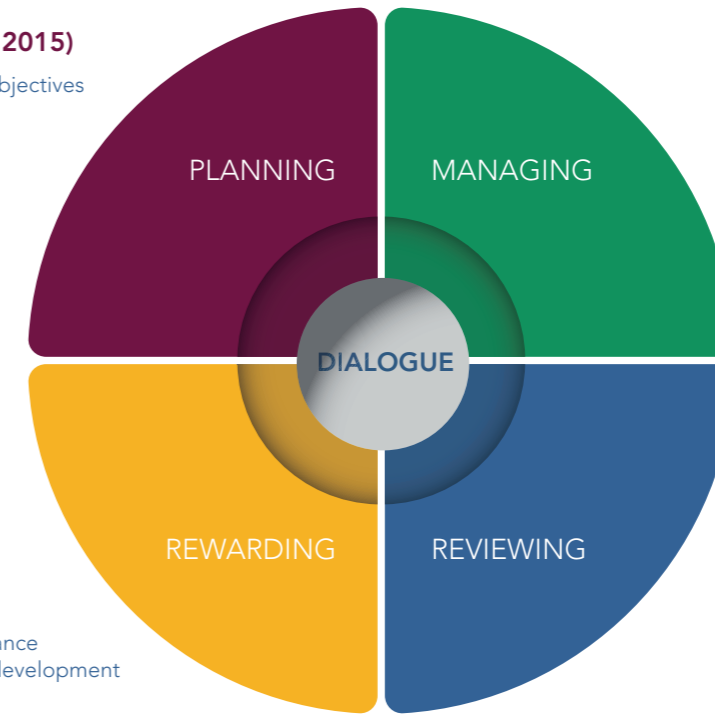 2015)
bjectives
PLANNING
MANAGING
DIALOGUE
REWARDING
REVIEWING
ance
development